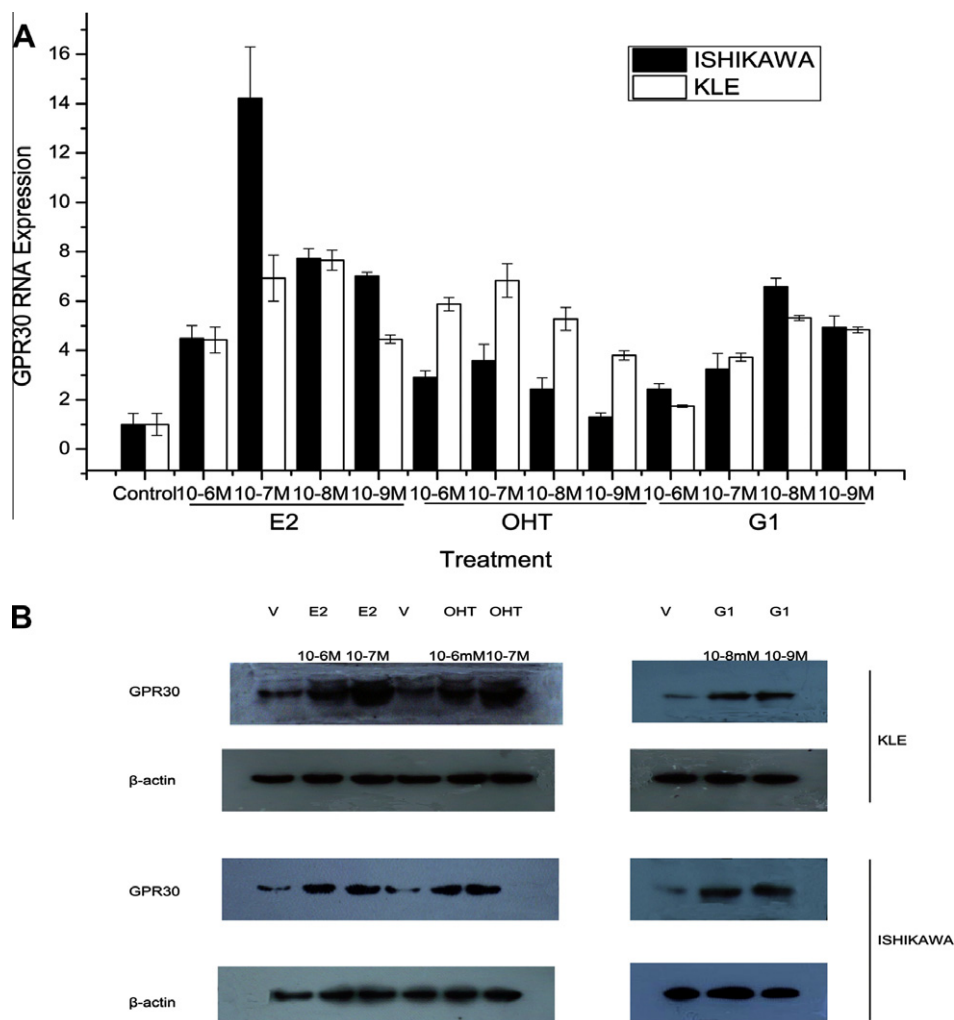 A
ISHIKAWA
KLE
GPR30 RNA Expression
16
14
12
10
8
6
4
2
0
Control 10-6M 10-7M 10-8M 10-9M 10-6M 10-7M 10-8M 10-9M 10-6M 10-7M 10-8M 10-9M
E2 OHT G1
Treatment
B
V E2 E2 V OHT OHT V G1 G1
10-6M 10-7M 10-6mM 10-7M 10-8mM 10-9M
GPR30
KLE
β-actin
GPR30
ISHIKAWA
β-actin